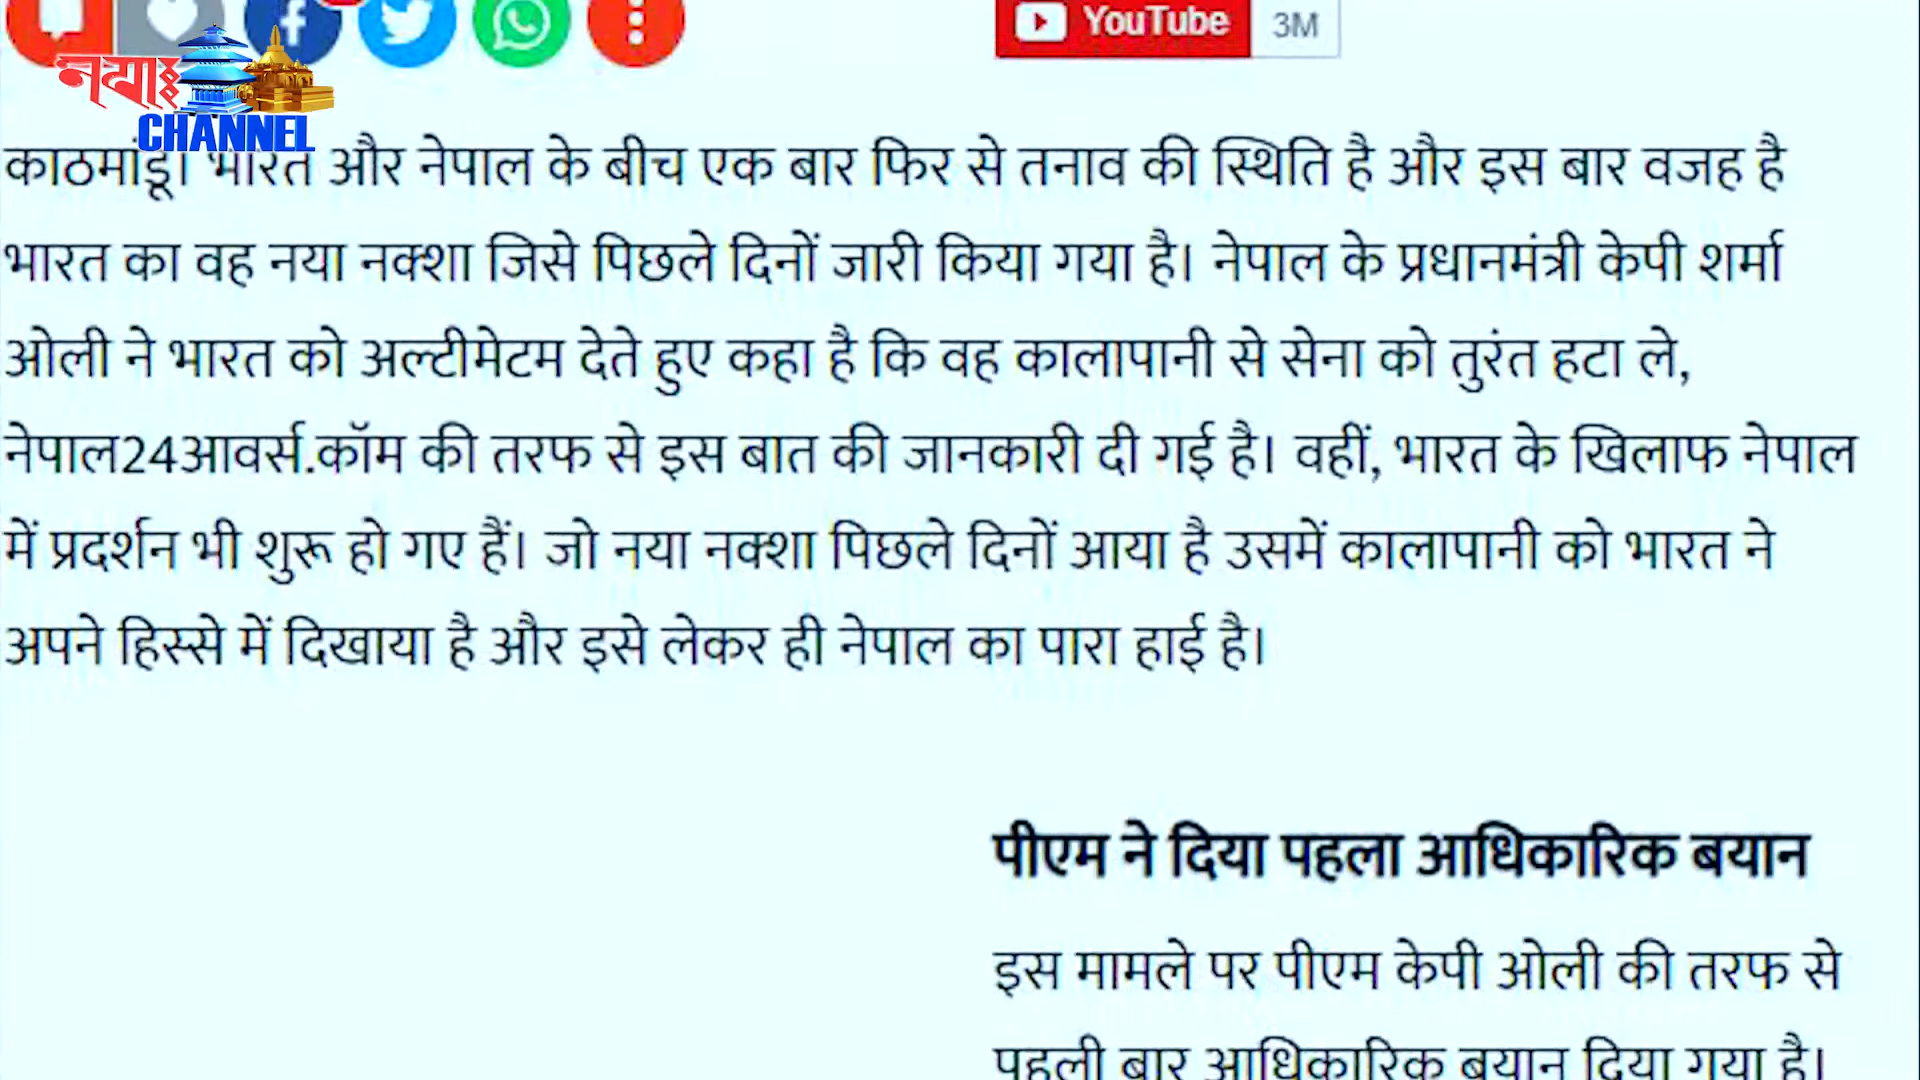 YouTube 3M
नया
CHANNEL
काठमांडू। भारत और नेपाल के बीच एक बार फिर से तनाव की स्थिति है और इस बार वजह है
भारत का वह नया नक्शा जिसे पिछले दिनों जारी किया गया है। नेपाल के प्रधानमंत्री केपी शर्मा
ओली ने भारत को अल्टीमेटम देते हुए कहा है कि वह कालापानी से सेना को तुरंत हटा ले,
नेपाल24आवर्स.कॉम की तरफ से इस बात की जानकारी दी गई है। वहीं, भारत के खिलाफ नेपाल
में प्रदर्शन भी शुरू हो गए हैं। जो नया नक्शा पिछले दिनों आया है उसमें कालापानी को भारत ने
अपने हिस्से में दिखाया है और इसे लेकर ही नेपाल का पारा हाई है।
पीएम ने दिया पहला आधिकारिक बयान
इस मामले पर पीएम केपी ओली की तरफ से
पहली बार आधिकारिक बयान दिया गया है।